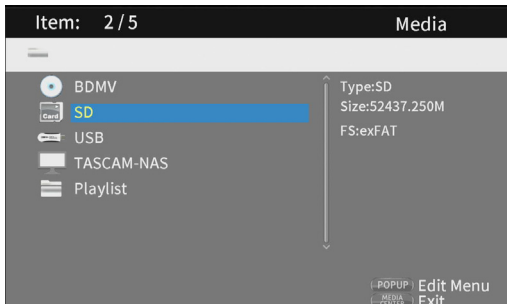 Item: 2/5
Media
BDMV
Card
SD
USB
TASCAM-NAS
Playlist
Type:SD
Size:52437.250M
FS:exFAT
POPUP Edit Menu
MEDIA CENTER Exit